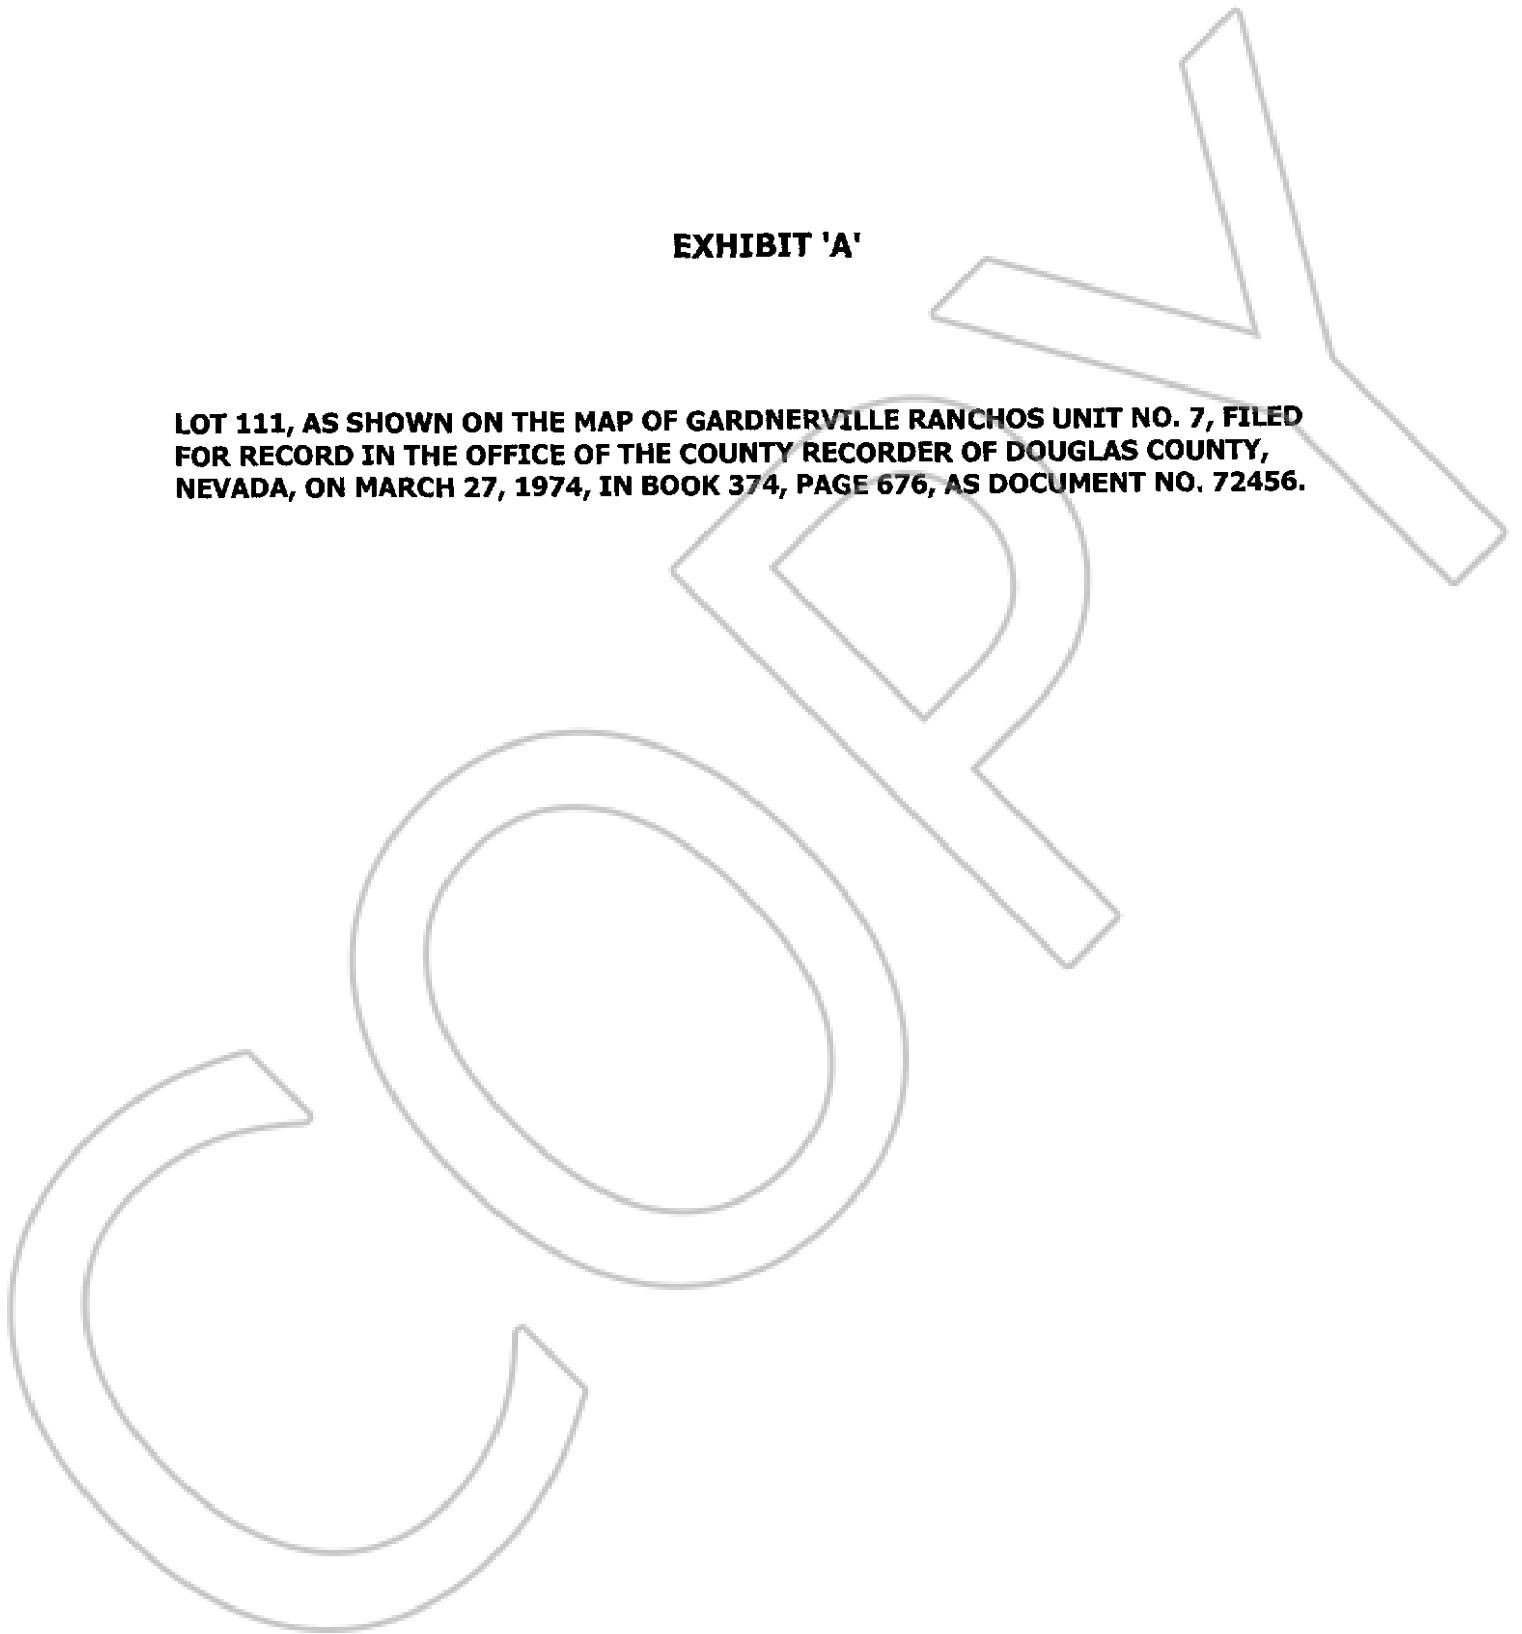 EXHIBIT 'A'
LOT 111, AS SHOWN ON THE MAP OF GARDNERVILLE RANCHOS UNIT NO. 7, FILED
FOR RECORD IN THE OFFICE OF THE COUNTY RECORDER OF DOUGLAS COUNTY,
NEVADA, ON MARCH 27, 1974, IN BOOK 374, PAGE 676, AS DOCUMENT NO. 72456.
COPY